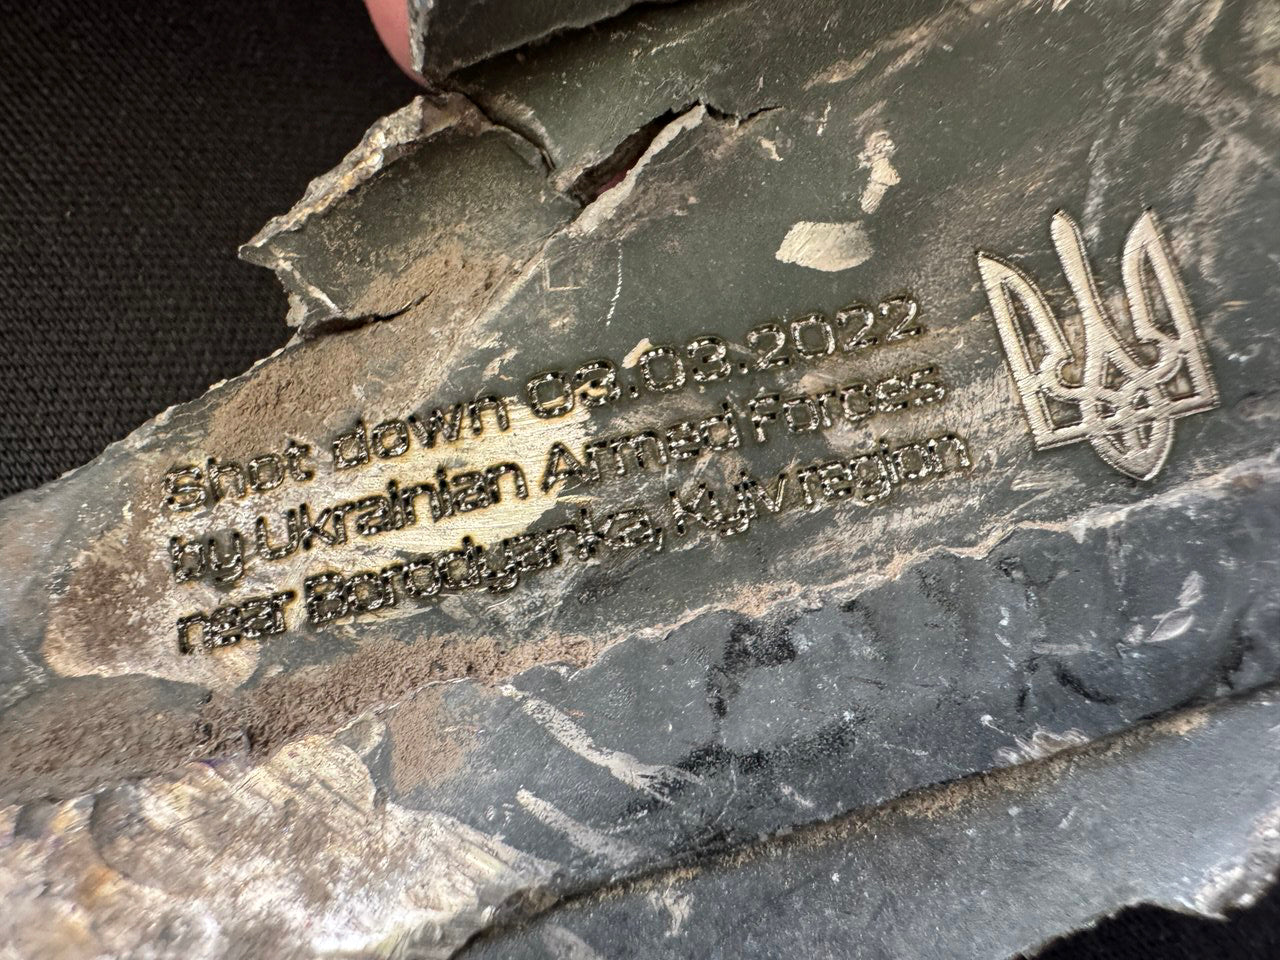 Shot down 03.03.2022
by Ukrainian Armed Forces
near Borodyanka, Kyiv region